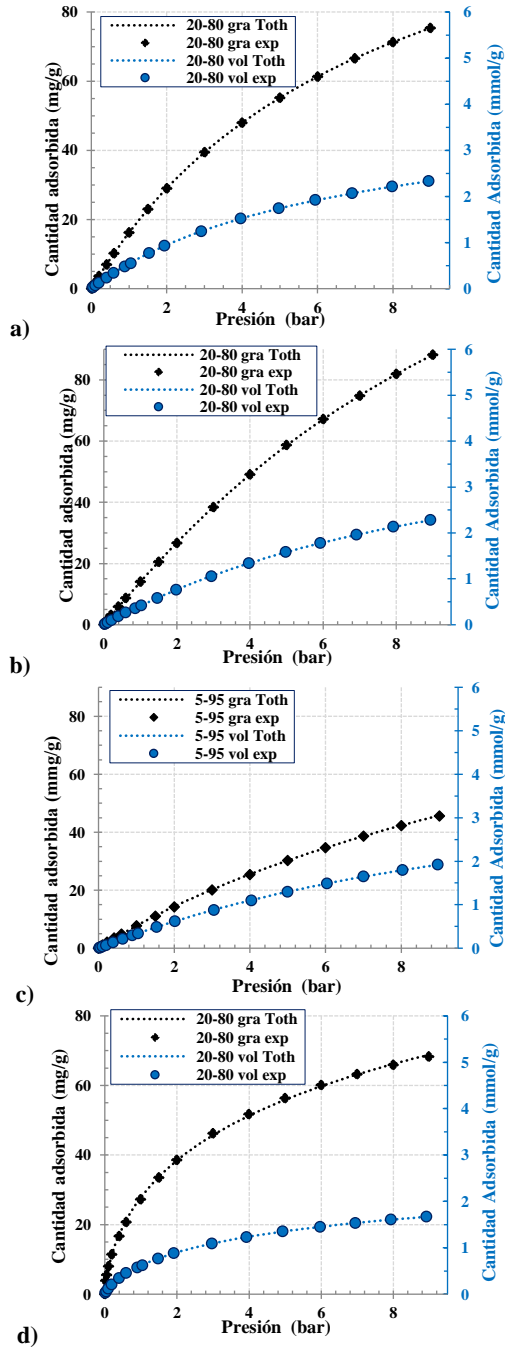 20-80 gra Toth
20-80 gra exp
20-80 vol Toth
20-80 vol exp
Cantidad adsorbida (mg/g)
80
60
40
20
0
6
5
4
3
2
1
0
Cantidad Adsorbida (mmol/g)
0 2 4 6 8
Presión (bar)
a)
20-80 gra Toth
20-80 gra exp
20-80 vol Toth
20-80 vol exp
Cantidad adsorbida (mg/g)
80
60
40
20
0
6
5
4
3
2
1
0
Cantidad Adsorbida (mmol/g)
0 2 4 6 8
Presión (bar)
b)
5-95 gra Toth
5-95 gra exp
5-95 vol Toth
5-95 vol exp
Cantidad adsorbida (mmg/g)
80
60
40
20
0
6
5
4
3
2
1
0
Cantidad Adsorbida (mmol/g)
0 2 4 6 8
Presión (bar)
c)
20-80 gra Toth
20-80 gra exp
20-80 vol Toth
20-80 vol exp
Cantidad adsorbida (mg/g)
80
60
40
20
0
6
5
4
3
2
1
0
Cantidad Adsorbida (mmol/g)
0 2 4 6 8
Presión (bar)
d)